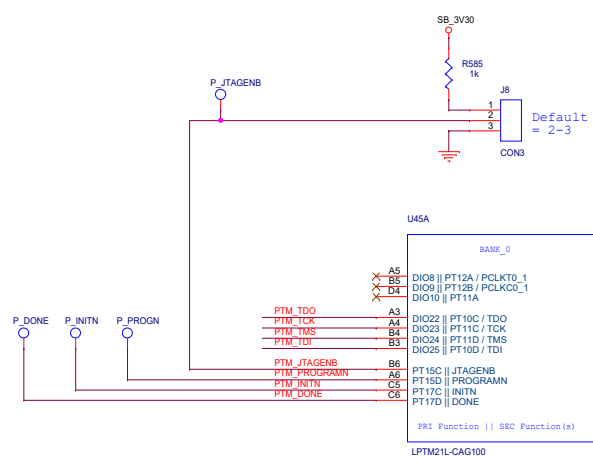 SB_3V30
R585
1k
P_JTAGENB
J8
1
2
3
Default
= 2-3
CON3
U45A
BANK_0
A5 DIO8 || PT12A / PCLKT0_1
B5 DIO9 || PT12B / PCLKC0_1
D4 DIO10 || PT11A
PTM_TDO A3 DIO22 || PT10C / TDO
PTM_TCK A4 DIO23 || PT11C / TCK
PTM_TMS B4 DIO24 || PT11D / TMS
PTM_TDI B3 DIO25 || PT10D / TDI
P_DONE P_INITN P_PROGN
PTM_JTAGENB B6 PT15C || JTAGENB
PTM_PROGRAMN A6 PT15D || PROGRAMN
PTM_INITN C5 PT17C || INITN
PTM_DONE C6 PT17D || DONE
PRI Function || SEC Function(s)
LPTM21L-CAG100